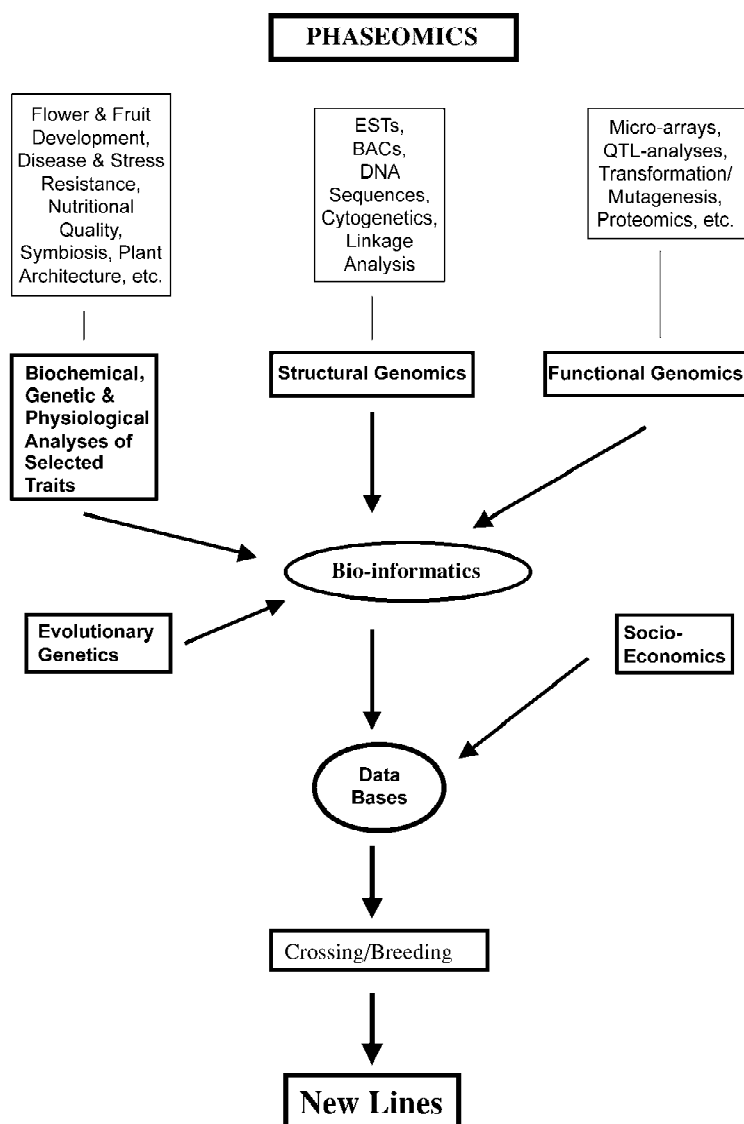 PHASEOMICS
Flower & Fruit
Development,
Disease & Stress
Resistance,
Nutritional
Quality,
Symbiosis, Plant
Architecture, etc.
ESTs,
BACs,
DNA
Sequences,
Cytogenetics,
Linkage
Analysis
Micro-arrays,
QTL-analyses,
Transformation/
Mutagenesis,
Proteomics, etc.
Biochemical,
Genetic &
Physiological
Analyses of
Selected
Traits
Structural Genomics
Functional Genomics
Bio-informatics
Evolutionary
Genetics
Socio-
Economics
Data
Bases
Crossing/Breeding
New Lines